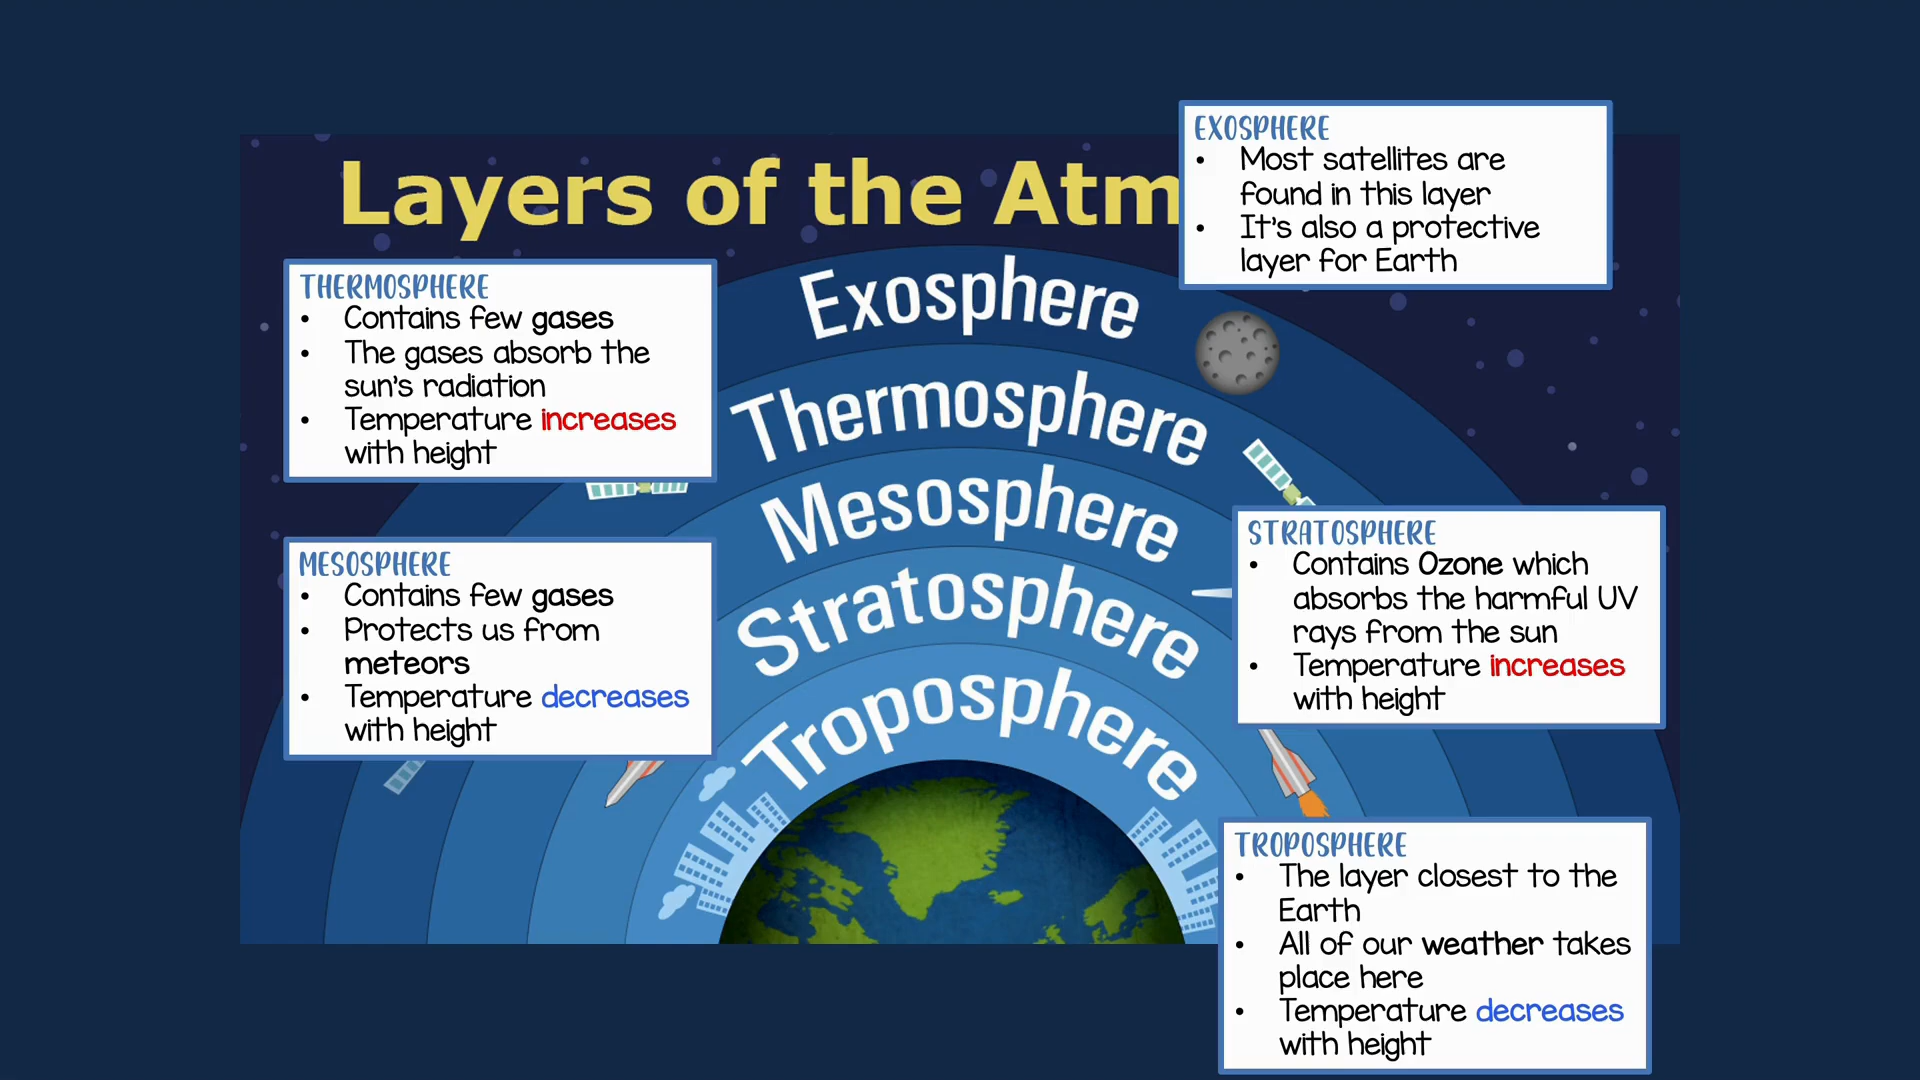 Layers of the Atm
EXOSPHERE
• Most satellites are
found in this layer
• It's also a protective
layer for Earth
THERMOSPHERE
• Contains few gases
• The gases absorb the
sun's radiation
• Temperature increases
with height
MESOSPHERE
• Contains few gases
• Protects us from
meteors
• Temperature decreases
with height
Exosphere
Thermosphere
Mesosphere
Stratosphere
Troposphere
STRATOSPHERE
• Contains Ozone which
absorbs the harmful UV
rays from the sun
• Temperature increases
with height
TROPOSPHERE
• The layer closest to the
Earth
• All of our weather takes
place here
• Temperature decreases
with height